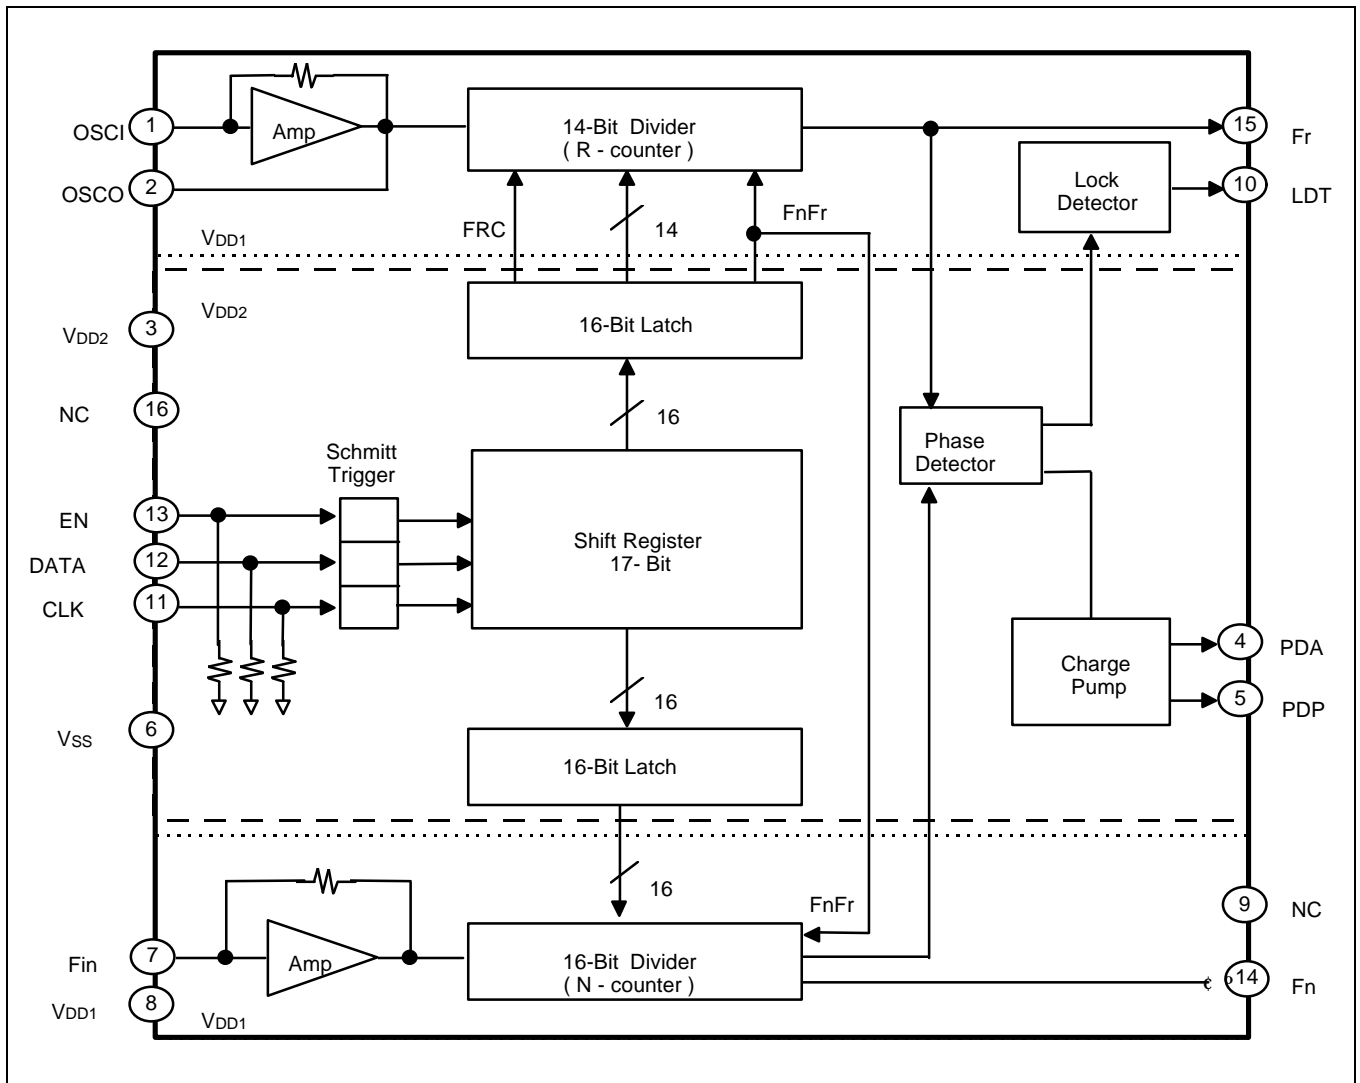 OSCI
1
Amp
14-Bit Divider
( R - counter )
15
Fr
OSCO
2
Lock
Detector
10
LDT
FRC
14
FnFr
VDD1
VDD2
VDD2
3
16-Bit Latch
NC
16
16
Schmitt
Trigger
Phase
Detector
EN
13
DATA
12
CLK
11
Shift Register
17- Bit
4
PDA
Charge
Pump
5
PDP
16
VSS
6
16-Bit Latch
16
FnFr
9
NC
Fin
7
Amp
16-Bit Divider
( N - counter )
14
Fn
VDD1
8
VDD1